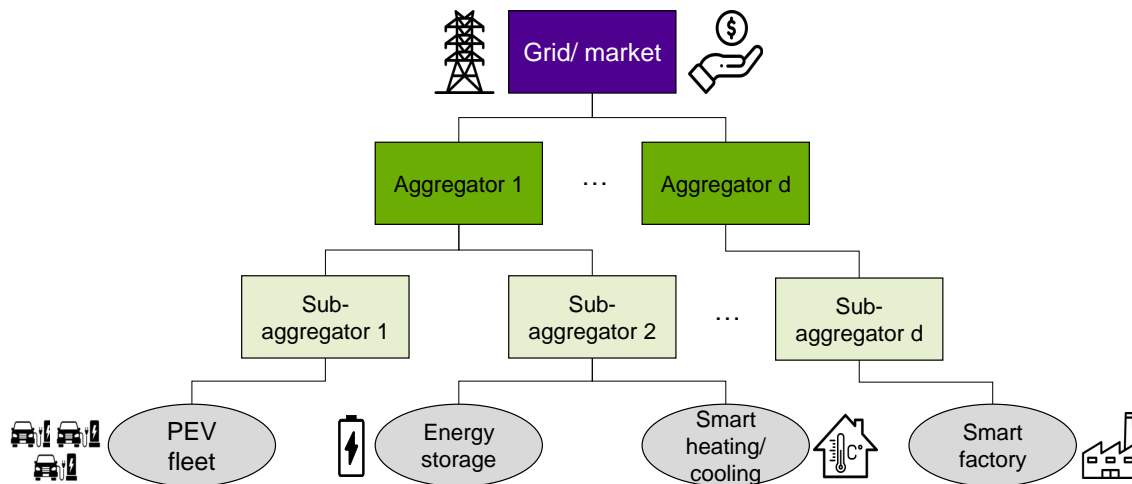 $
Grid/ market
Aggregator 1
...
Aggregator d
Sub-
aggregator 1
Sub-
aggregator 2
...
Sub-
aggregator d
PEV
fleet
Energy
storage
Smart
heating/
cooling
C°
Smart
factory